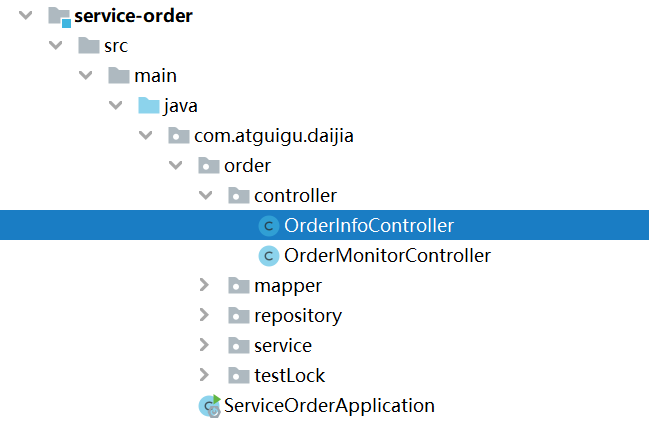 service-order
src
main
java
com.atguigu.daijia
order
controller
OrderInfoController
OrderMonitorController
mapper
repository
service
testLock
ServiceOrderApplication